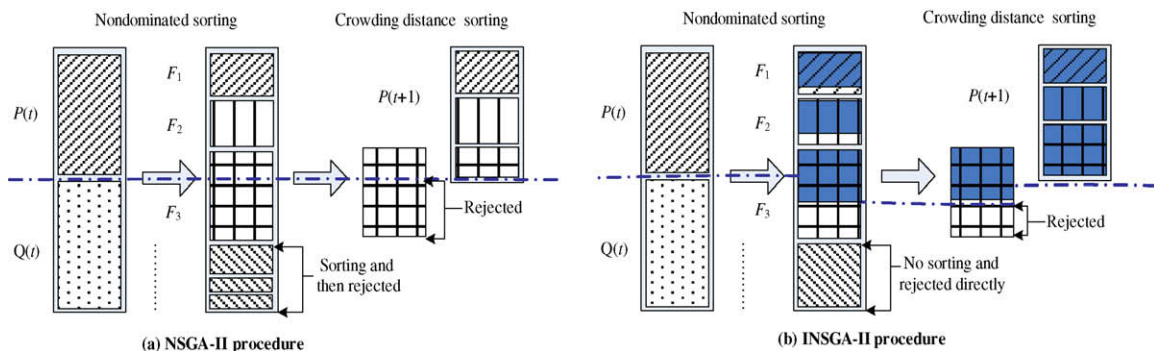 Nondominated sorting
Crowding distance sorting
P(t)
F1
F2
F3
Q(t)
Rejected
Sorting and
then rejected
(a) NSGA-II procedure
Nondominated sorting
Crowding distance sorting
P(t)
F1
P(t+1)
F2
F3
Q(t)
Rejected
No sorting and
rejected directly
(b) INSGA-II procedure